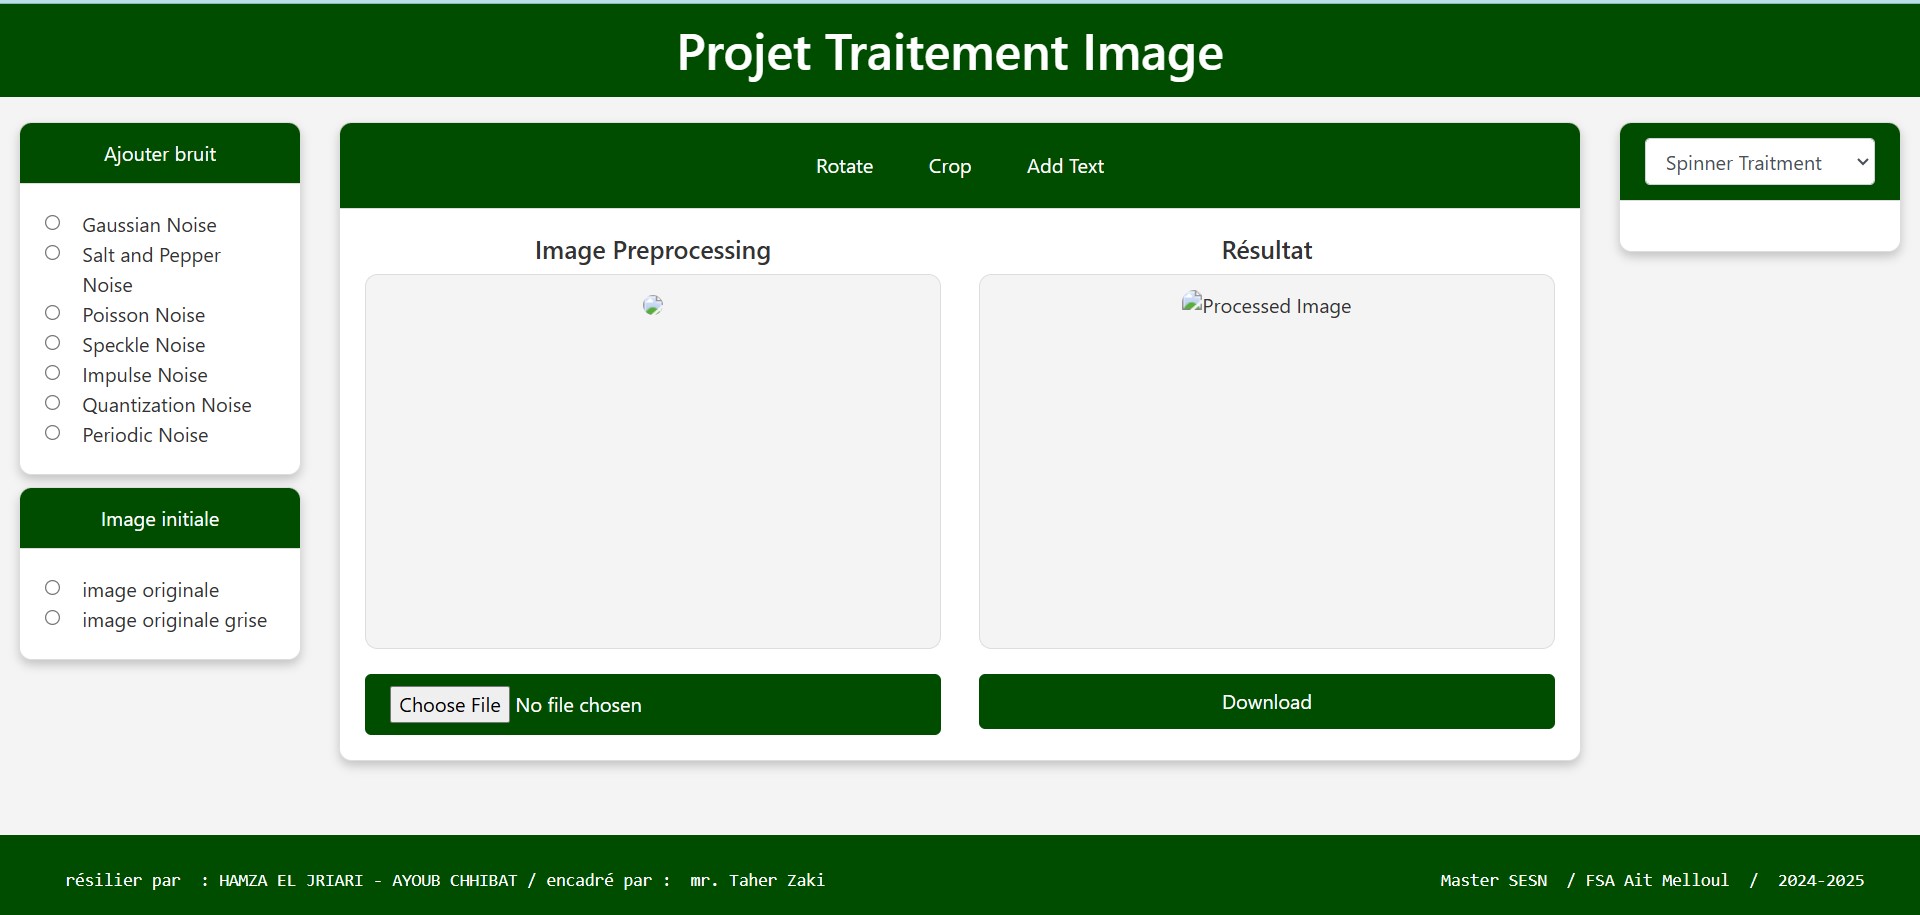 Projet Traitement Image
Ajouter bruit
Gaussian Noise
Salt and Pepper
Noise
Poisson Noise
Speckle Noise
Impulse Noise
Quantization Noise
Periodic Noise
Image initiale
image originale
image originale grise
Rotate Crop Add Text
Image Preprocessing
Choose File No file chosen
Résultat
Processed Image
Download
Spinner Traitment
résilier par : HAMZA EL JRIARI - AYOUB CHHIBAT / encadré par : mr. Taher Zaki
Master SESN / FSA Ait Melloul / 2024-2025